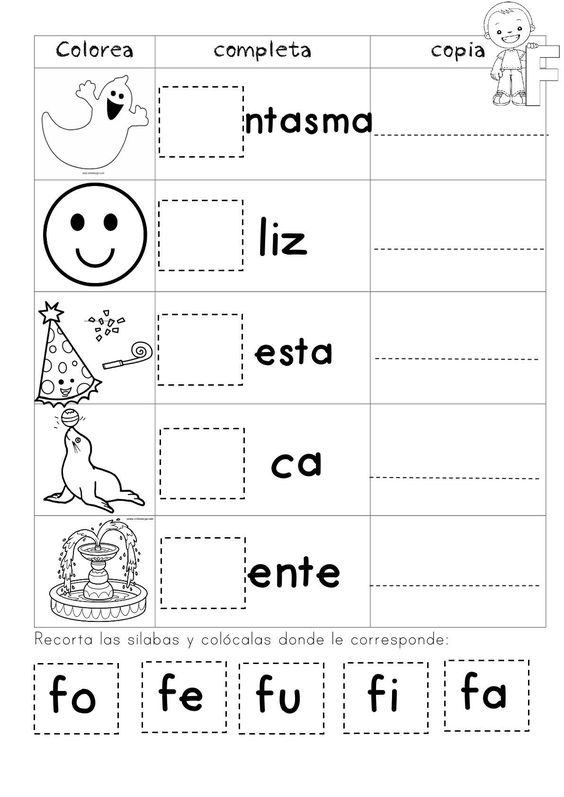 Colorea completa copia F
ntasma
liz
esta
ca
ente
Recorta las silabas y colócalas donde le corresponde:
fo fe fu fi fa